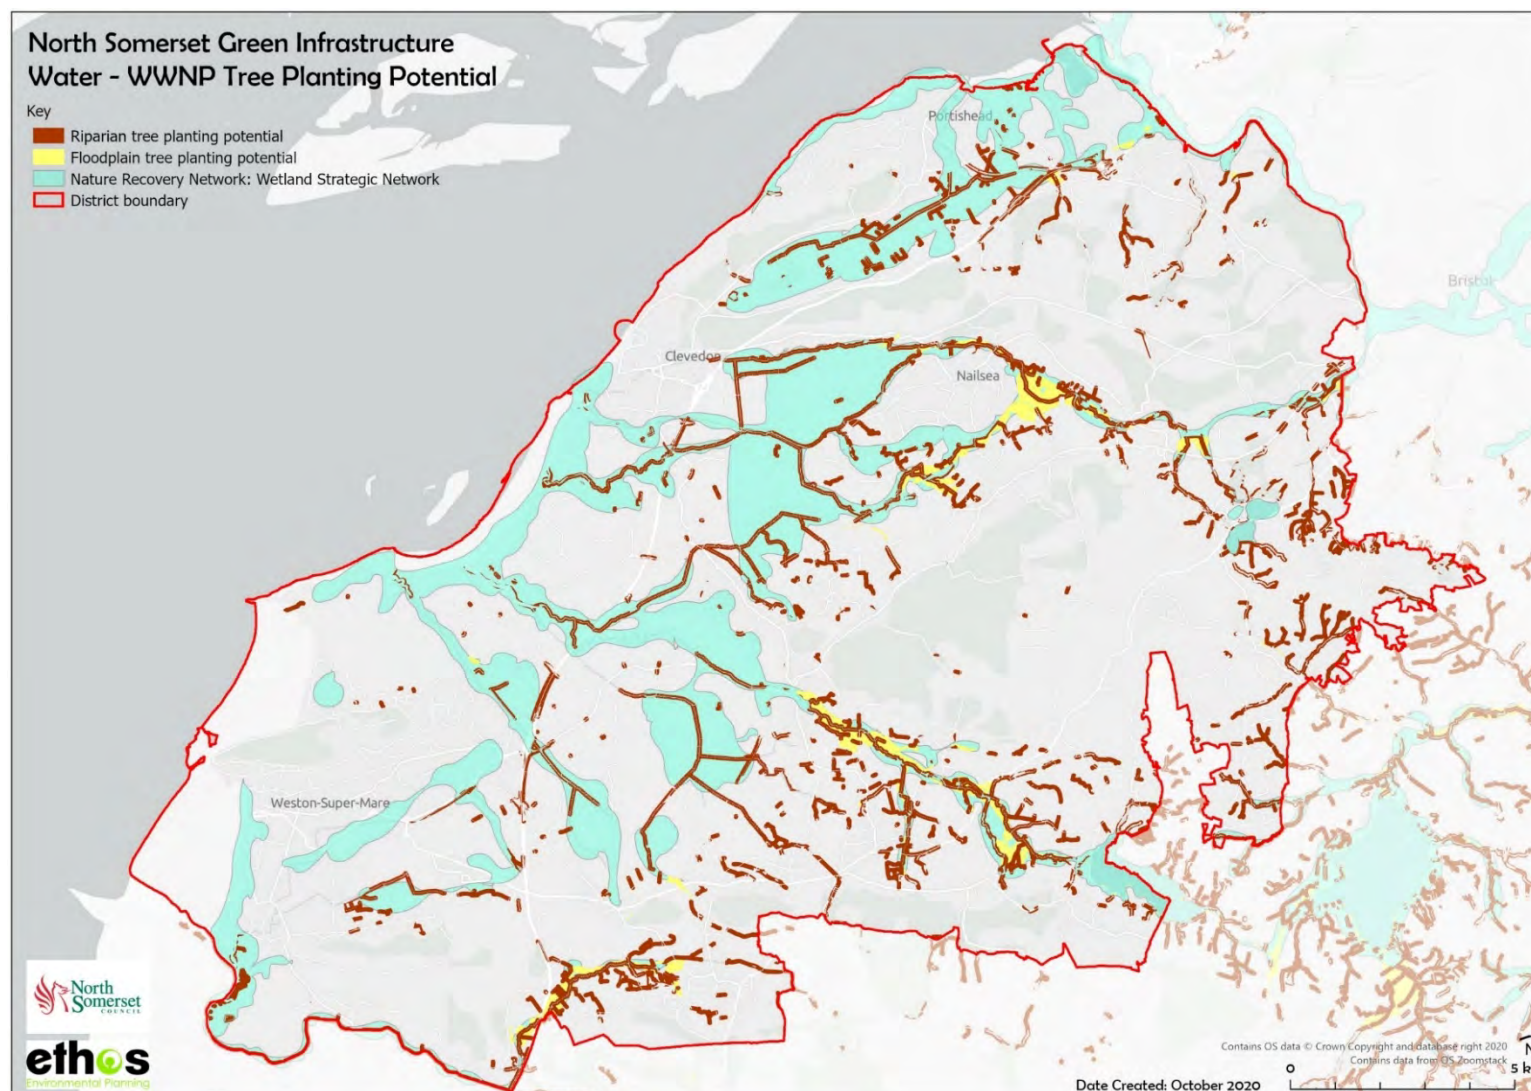 North Somerset Green Infrastructure
Water - WWNP Tree Planting Potential
Key
Riparian tree planting potential
Floodplain tree planting potential
Nature Recovery Network: Wetland Strategic Network
District boundary
Portishead
Bristol
Clevedon
Nailsea
Weston-Super-Mare
North
Somerset
COUNCIL
ethos
Environmental Planning
Contains OS data © Crown Copyright and database right 2020
Contains data from OS Zoomstack
N
0
5 k
Date Created: October 2020